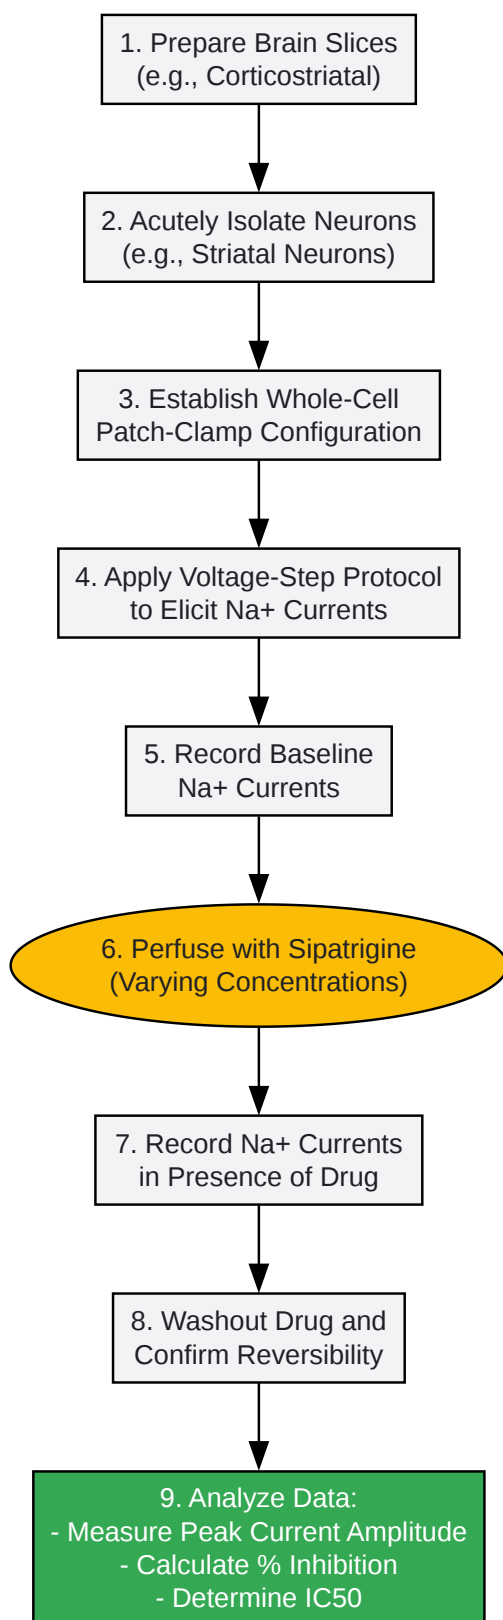 1. Prepare Brain Slices
(e.g., Corticostriatal)
2. Acutely Isolate Neurons
(e.g., Striatal Neurons)
3. Establish Whole-Cell
Patch-Clamp Configuration
4. Apply Voltage-Step Protocol
to Elicit Na+ Currents
5. Record Baseline
Na+ Currents
6. Perfuse with Sipatrigine
(Varying Concentrations)
7. Record Na+ Currents
in Presence of Drug
8. Washout Drug and
Confirm Reversibility
9. Analyze Data:
- Measure Peak Current Amplitude
- Calculate % Inhibition
- Determine IC50